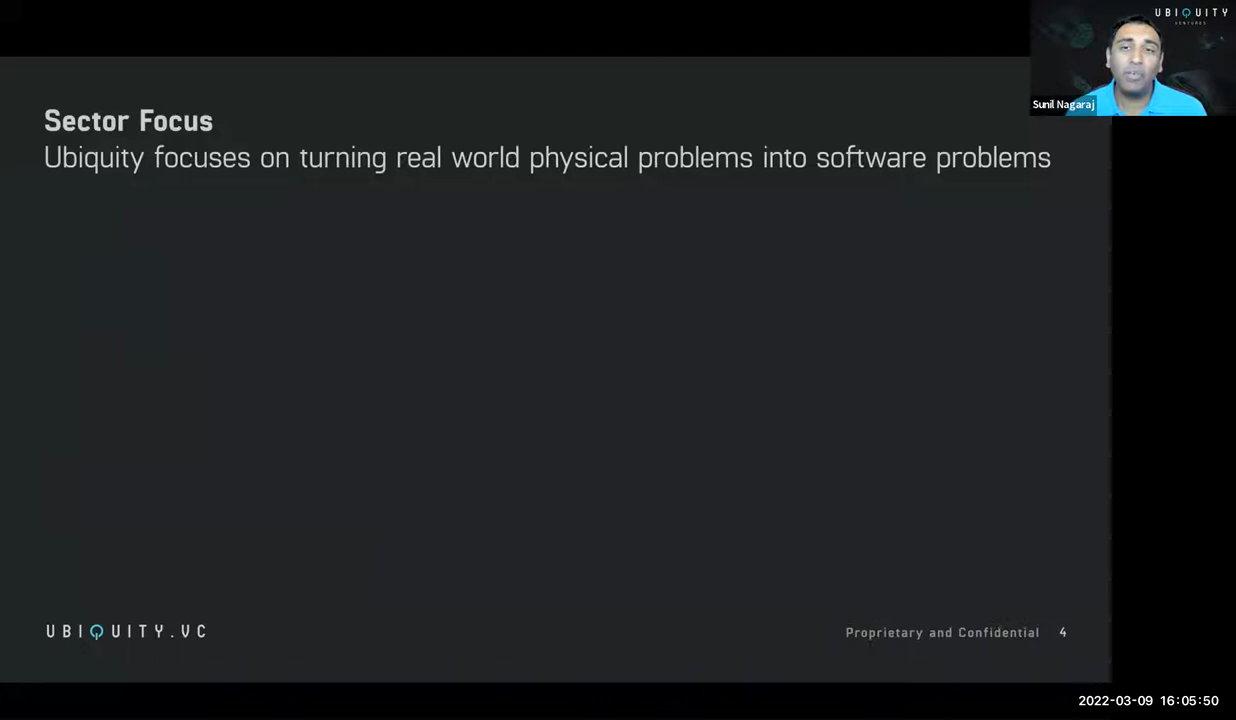 UBIQUITY
VENTURES
Sunil Nagaraj
Sector Focus
Ubiquity focuses on turning real world physical problems into software problems
UBIQUITY.VC
Proprietary and Confidential 4
2022-03-09 16:05:50